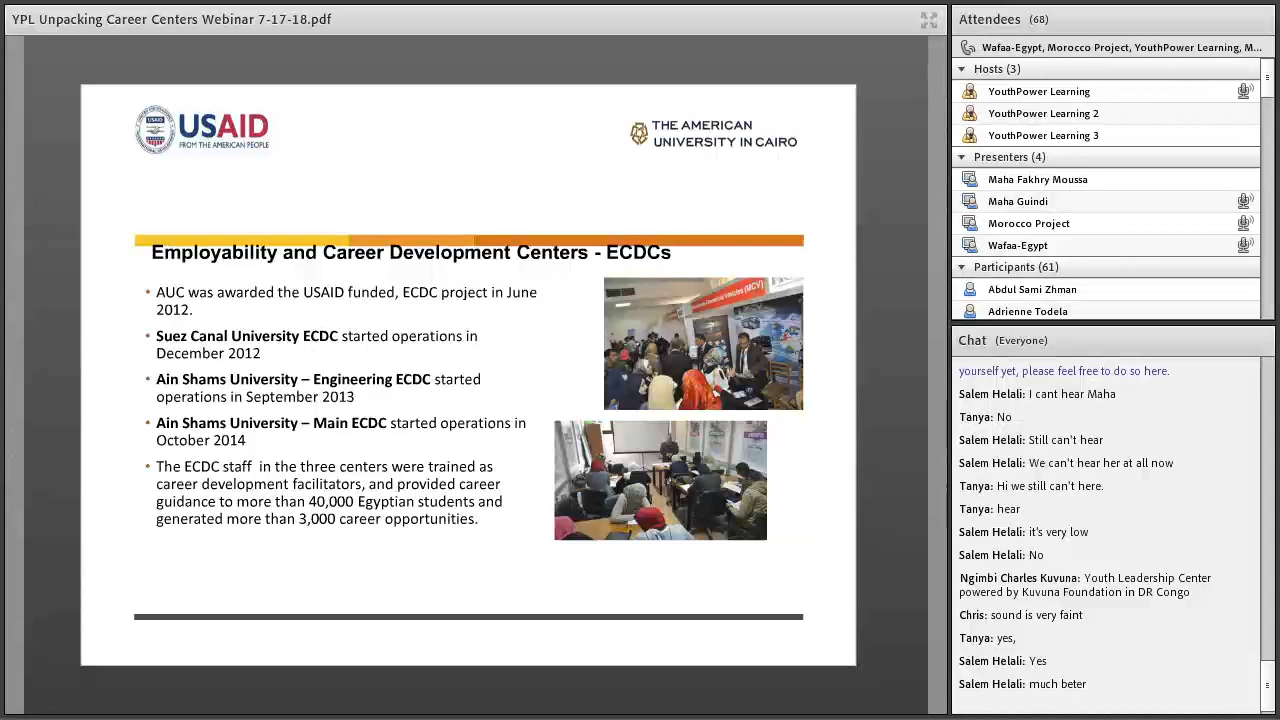 YPL Unpacking Career Centers Webinar 7-17-18.pdf
USAID
USAID
FROM THE AMERICAN PEOPLE
THE AMERICAN
UNIVERSITY IN CAIRO
Employability and Career Development Centers - ECDCs
• AUC was awarded the USAID funded, ECDC project in June
2012.
• Suez Canal University ECDC started operations in
December 2012
• Ain Shams University – Engineering ECDC started
operations in September 2013
• Ain Shams University – Main ECDC started operations in
October 2014
• The ECDC staff in the three centers were trained as
career development facilitators, and provided career
guidance to more than 40,000 Egyptian students and
generated more than 3,000 career opportunities.
Vehicles (MCV)
Attendees (68)
Wafaa-Egypt, Morocco Project, YouthPower Learning, M...
Hosts (3)
YouthPower Learning
YouthPower Learning 2
YouthPower Learning 3
Presenters (4)
Maha Fakhry Moussa
Maha Guindi
Morocco Project
Wafaa-Egypt
Participants (61)
Abdul Sami Zhman
Adrienne Todela
Chat (Everyone)
yourself yet, please feel free to do so here.
Salem Helali: I cant hear Maha
Tanya: No
Salem Helali: Still can't hear
Salem Helali: We can't hear her at all now
Tanya: Hi we still can't here.
Tanya: hear
Salem Helali: it's very low
Salem Helali: No
Ngimbi Charles Kuvuna: Youth Leadership Center
powered by Kuvuna Foundation in DR Congo
Chris: sound is very faint
Tanya: yes,
Salem Helali: Yes
Salem Helali: much beter